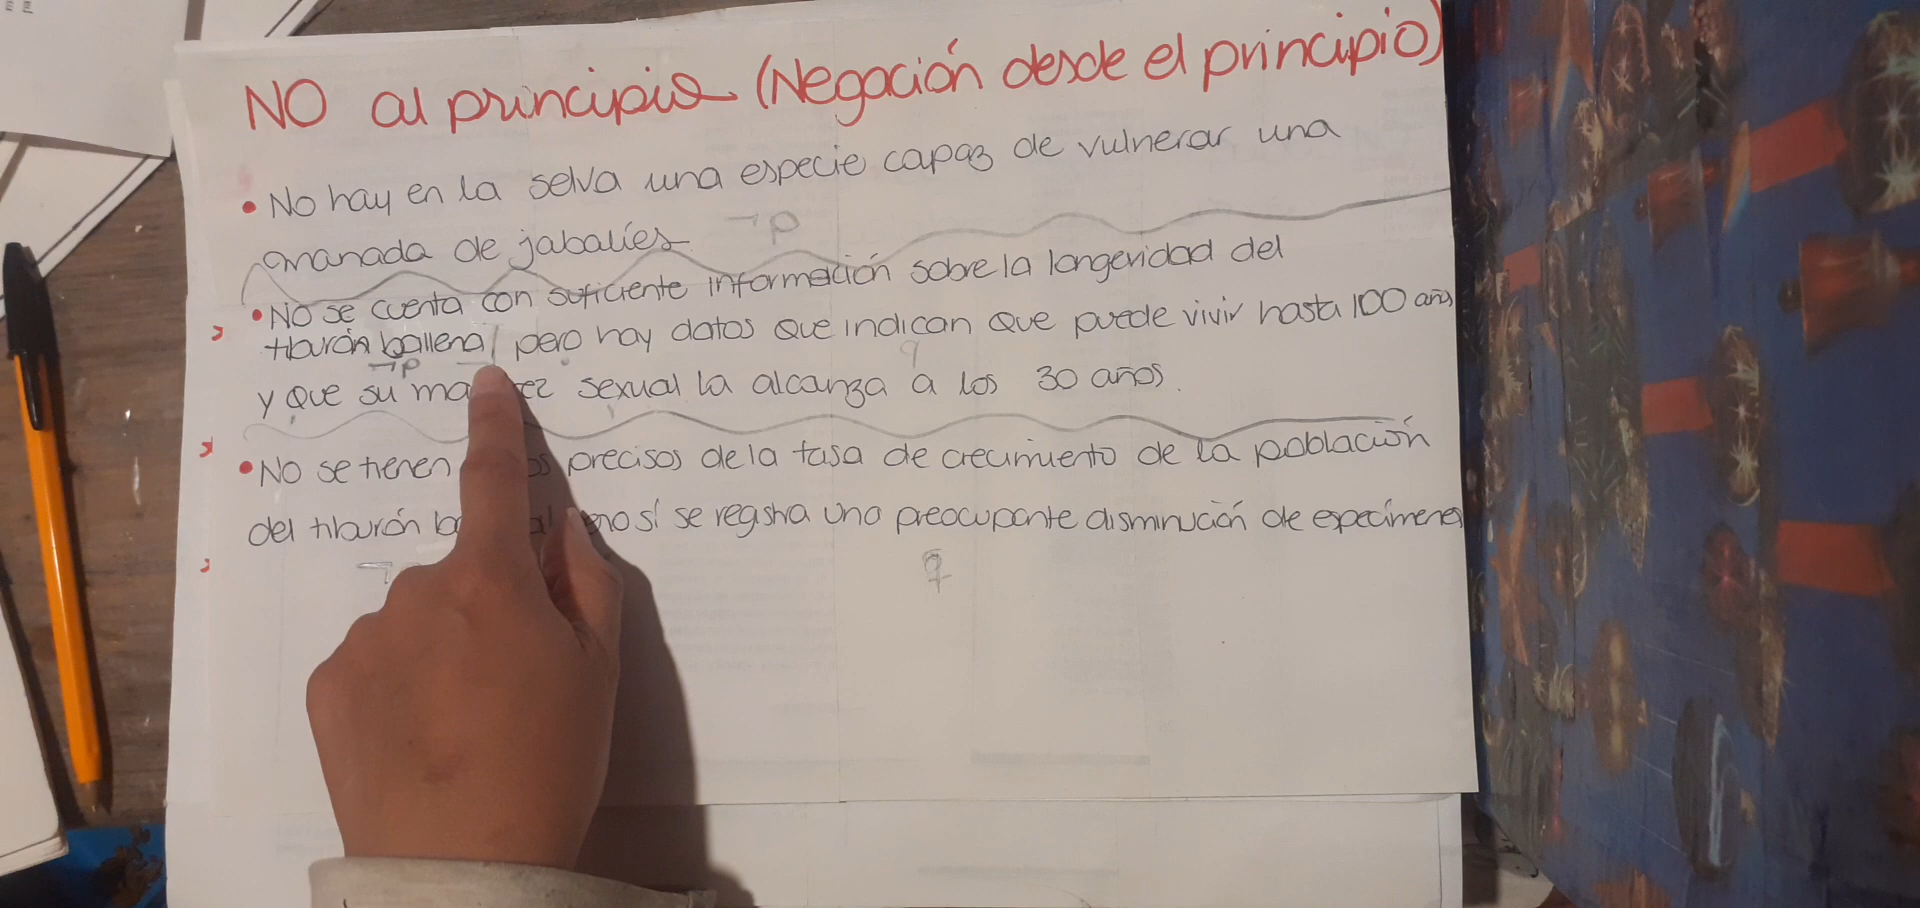 NO al principio (Negación desde el principio)
• No hay en la selva una especie capaz de vulnerar una
manada de jabalíes. ¬p
• No se cuenta con suficiente información sobre la longevidad del
tiburón ballena/ pero hay datos que indican que puede vivir hasta 100 años
¬p q
y que su sexual la alcanza a los 30 años.
• No se tienen precisos de la tasa de crecimiento de la población
del tiburón sí se registra una preocupante disminución de especímenes
¬ q